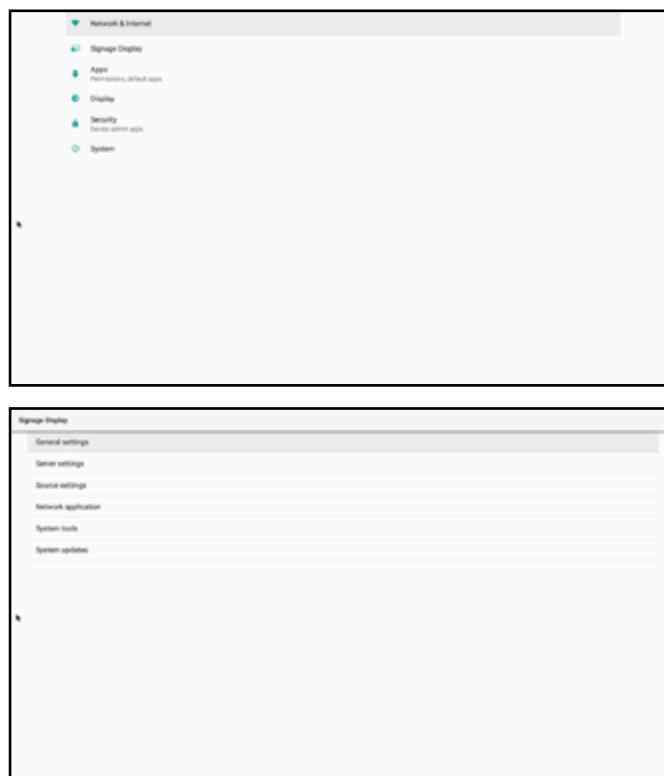 Network & Internet
Signage Display
Apps
Permissions, default apps
Display
Security
Device admin apps
System
Signage Display
General settings
Server settings
Source settings
Network application
System tools
System updates